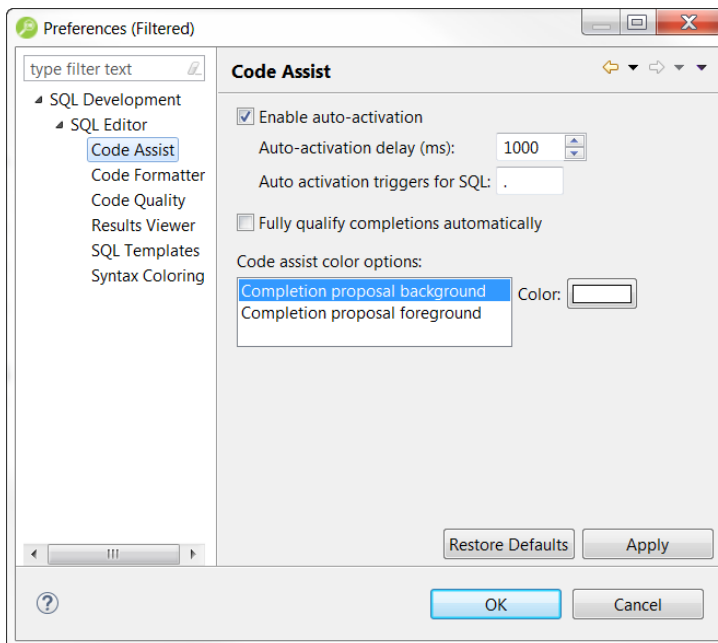 Preferences (Filtered)
type filter text
SQL Development
SQL Editor
Code Assist
Code Formatter
Code Quality
Results Viewer
SQL Templates
Syntax Coloring
Code Assist
Enable auto-activation
Auto-activation delay (ms): 1000
Auto activation triggers for SQL: .
Fully qualify completions automatically
Code assist color options:
Completion proposal background
Completion proposal foreground
Color:
Restore Defaults Apply
OK Cancel